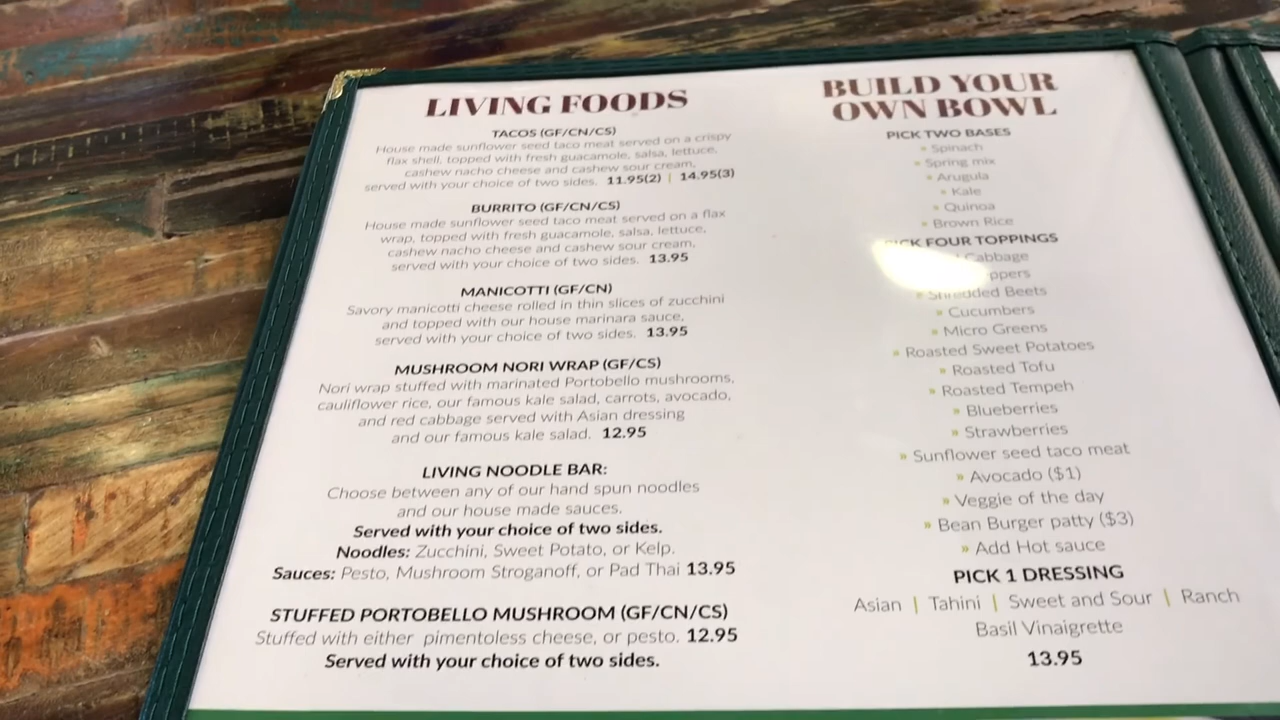 LIVING FOODS
TACOS (GF/CN/CS)
House made sunflower seed taco meat served on a crispy
flax shell, topped with fresh guacamole, salsa, lettuce,
cashew nacho cheese and cashew sour cream,
served with your choice of two sides. 11.95(2) | 14.95(3)
BURRITO (GF/CN/CS)
House made sunflower seed taco meat served on a flax
wrap, topped with fresh guacamole, salsa, lettuce,
cashew nacho cheese and cashew sour cream,
served with your choice of two sides. 13.95
MANICOTTI (GF/CN)
Savory manicotti cheese rolled in thin slices of zucchini
and topped with our house marinara sauce,
served with your choice of two sides. 13.95
MUSHROOM NORI WRAP (GF/CS)
Nori wrap stuffed with marinated Portobello mushrooms,
cauliflower rice, our famous kale salad, carrots, avocado,
and red cabbage served with Asian dressing
and our famous kale salad. 12.95
LIVING NOODLE BAR:
Choose between any of our hand spun noodles
and our house made sauces.
Served with your choice of two sides.
Noodles: Zucchini, Sweet Potato, or Kelp.
Sauces: Pesto, Mushroom Stroganoff, or Pad Thai 13.95
STUFFED PORTOBELLO MUSHROOM (GF/CN/CS)
Stuffed with either pimentoless cheese, or pesto. 12.95
Served with your choice of two sides.
BUILD YOUR
OWN BOWL
PICK TWO BASES
» Spinach
» Spring mix
» Arugula
» Kale
» Quinoa
» Brown Rice
PICK FOUR TOPPINGS
Cabbage
» Shredded Beets
» Cucumbers
» Micro Greens
» Roasted Sweet Potatoes
» Roasted Tofu
» Roasted Tempeh
» Blueberries
» Strawberries
» Sunflower seed taco meat
» Avocado ($1)
» Veggie of the day
» Bean Burger patty ($3)
» Add Hot sauce
PICK 1 DRESSING
Asian | Tahini | Sweet and Sour | Ranch
Basil Vinaigrette
13.95